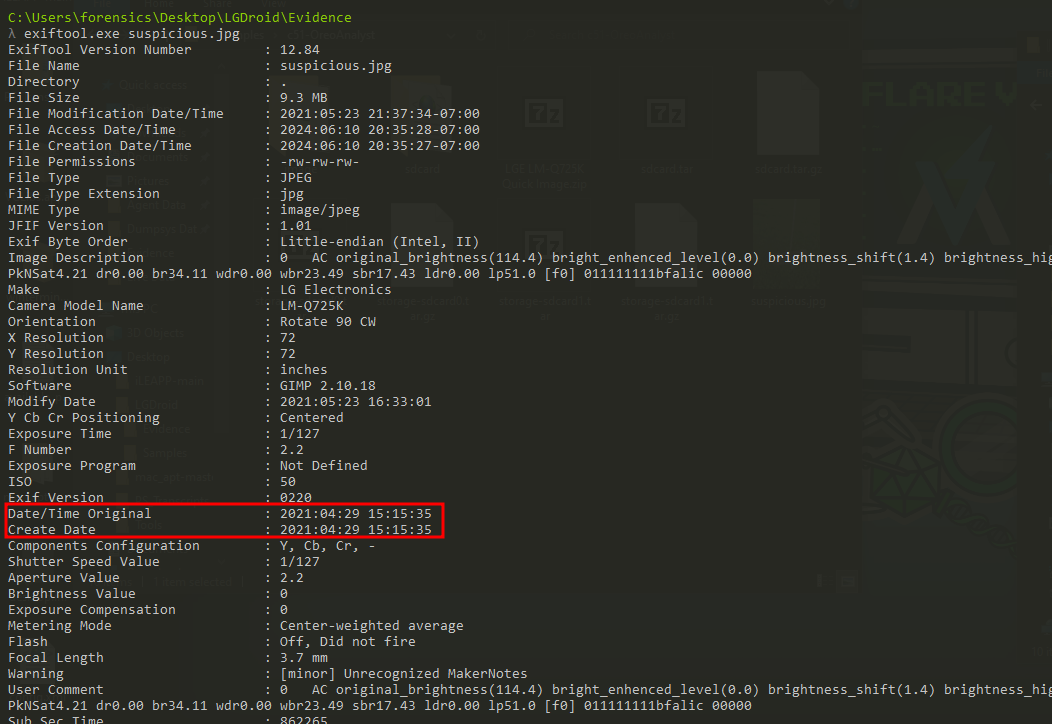 C:\Users\forensics\Desktop\LGDroid\Evidence
λ exiftool.exe suspicious.jpg
ExifTool Version Number : 12.84
File Name : suspicious.jpg
Directory : .
File Size : 9.3 MB
File Modification Date/Time : 2021:05:23 21:37:34-07:00
File Access Date/Time : 2024:06:10 20:35:28-07:00
File Creation Date/Time : 2024:06:10 20:35:27-07:00
File Permissions : -rw-rw-rw-
File Type : JPEG
File Type Extension : jpg
MIME Type : image/jpeg
JFIF Version : 1.01
Exif Byte Order : Little-endian (Intel, II)
Image Description : 0 AC original_brightness(114.4) bright_enhenced_level(0.0) brightness_shift(1.4) brightness_hig
PkNSat4.21 dr0.00 br34.11 wdr0.00 wbr23.49 sbr17.43 ldr0.00 lp51.0 [f0] 011111111bfalic 00000
Make : LG Electronics
Camera Model Name : LM-Q725K
Orientation : Rotate 90 CW
X Resolution : 72
Y Resolution : 72
Resolution Unit : inches
Software : GIMP 2.10.18
Modify Date : 2021:05:23 16:33:01
Y Cb Cr Positioning : Centered
Exposure Time : 1/127
F Number : 2.2
Exposure Program : Not Defined
ISO : 50
Exif Version : 0220
Date/Time Original : 2021:04:29 15:15:35
Create Date : 2021:04:29 15:15:35
Components Configuration : Y, Cb, Cr, -
Shutter Speed Value : 1/127
Aperture Value : 2.2
Brightness Value : 0
Exposure Compensation : 0
Metering Mode : Center-weighted average
Flash : Off, Did not fire
Focal Length : 3.7 mm
Warning : [minor] Unrecognized MakerNotes
User Comment : 0 AC original_brightness(114.4) bright_enhenced_level(0.0) brightness_shift(1.4) brightness_hig
PkNSat4.21 dr0.00 br34.11 wdr0.00 wbr23.49 sbr17.43 ldr0.00 lp51.0 [f0] 011111111bfalic 00000
Sub Sec Time : 862265
FLARE V